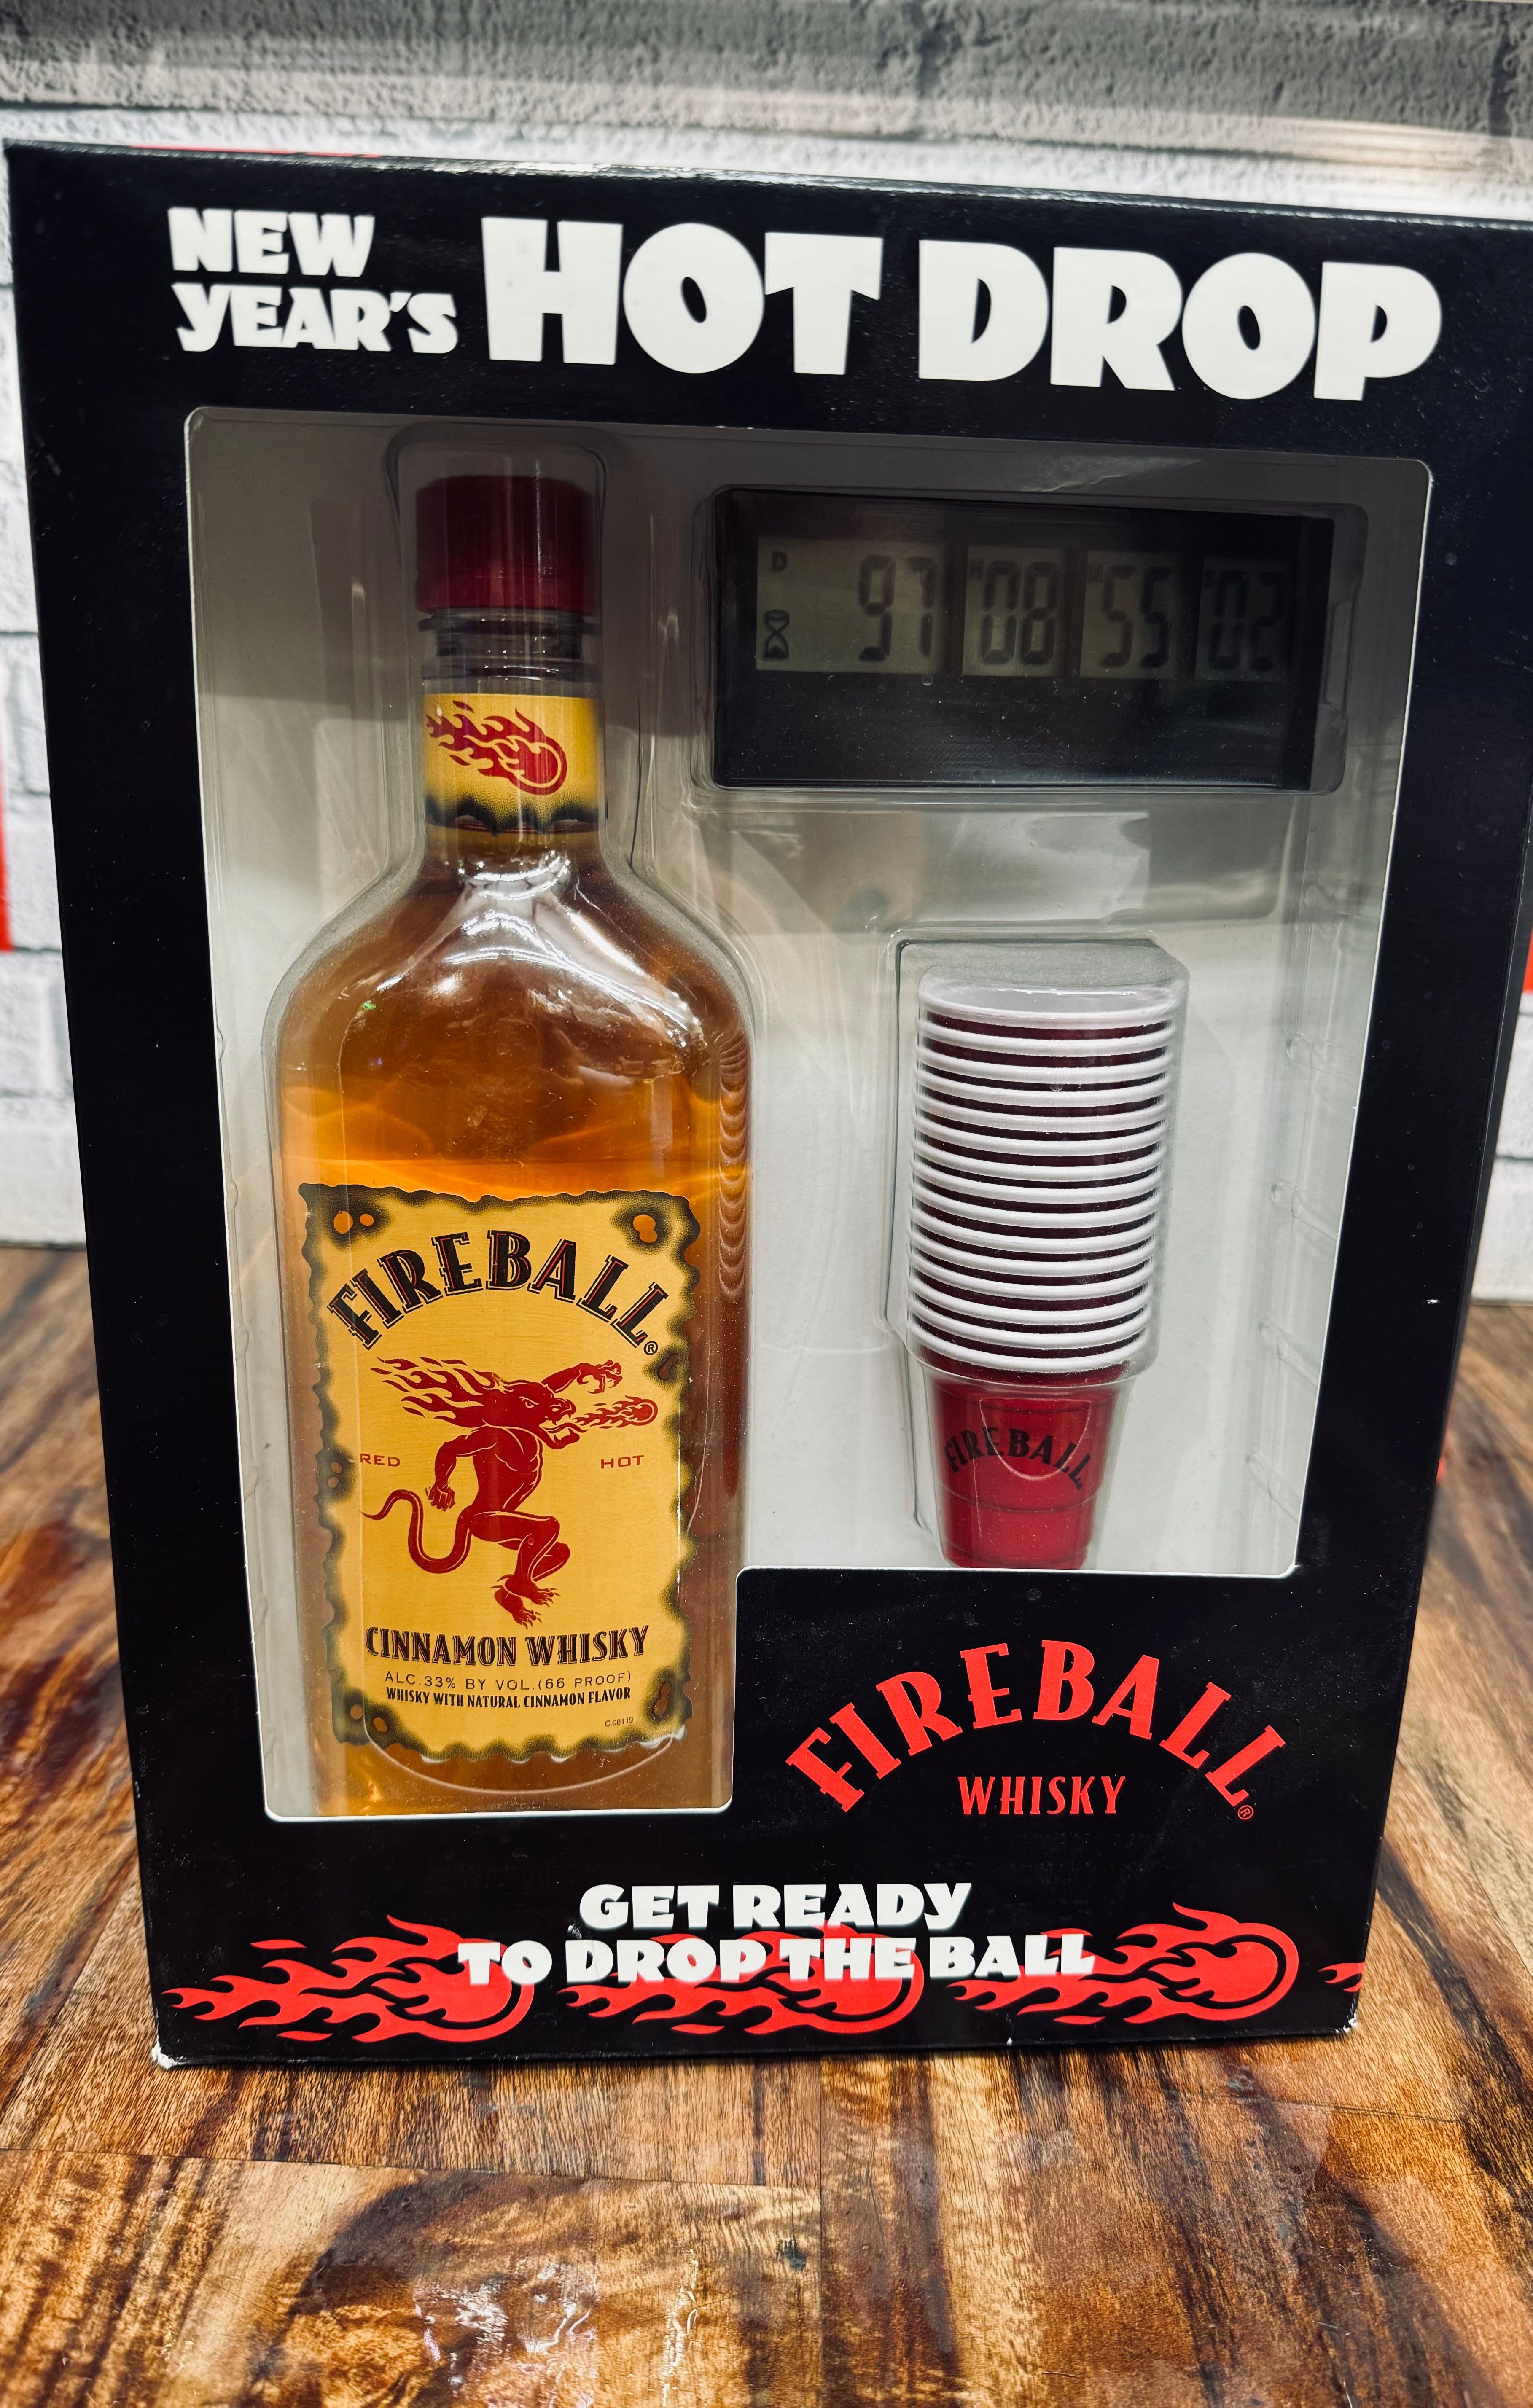 NEW
YEAR'S
HOT DROP
D 97 H 08 M 55 S 02
FIREBALL®
RED HOT
CINNAMON WHISKY
ALC.33% BY VOL.(66 PROOF)
WHISKY WITH NATURAL CINNAMON FLAVOR
C.08119
FIREBALL
FIREBALL®
WHISKY
GET READY
TO DROP THE BALL